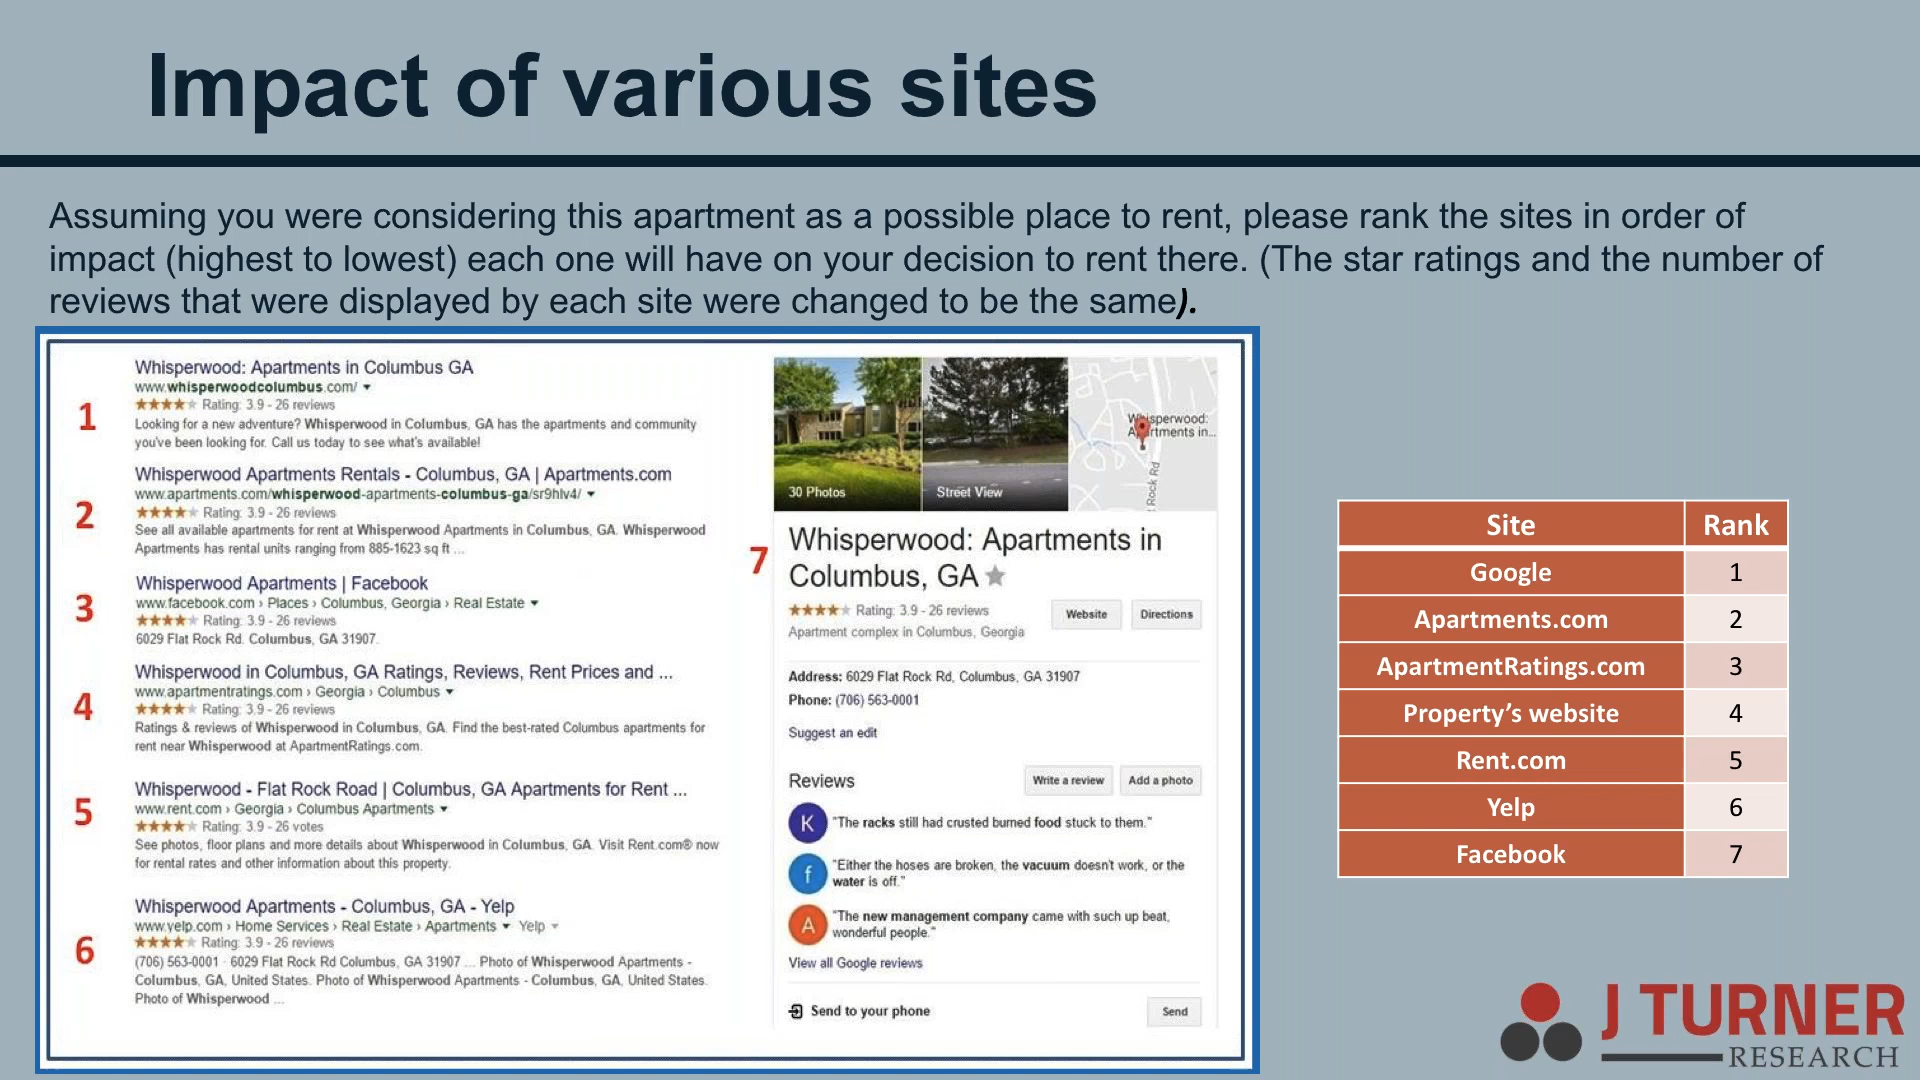 Impact of various sites
Assuming you were considering this apartment as a possible place to rent, please rank the sites in order of
impact (highest to lowest) each one will have on your decision to rent there. (The star ratings and the number of
reviews that were displayed by each site were changed to be the same).
1
Whisperwood: Apartments in Columbus GA
www.whisperwoodcolumbus.com/
Rating: 3.9 - 26 reviews
Looking for a new adventure? Whisperwood in Columbus, GA has the apartments and community
you've been looking for. Call us today to see what's available!
2
Whisperwood Apartments Rentals - Columbus, GA | Apartments.com
www.apartments.com/whisperwood-apartments-columbus-ga/sr9hlv4/
Rating: 3.9 - 26 reviews
See all available apartments for rent at Whisperwood Apartments in Columbus, GA. Whisperwood
Apartments has rental units ranging from 885-1623 sq ft ...
3
Whisperwood Apartments | Facebook
www.facebook.com › Places › Columbus, Georgia › Real Estate
Rating: 3.9 - 26 reviews
6029 Flat Rock Rd. Columbus, GA 31907.
4
Whisperwood in Columbus, GA Ratings, Reviews, Rent Prices and ...
www.apartmentratings.com › Georgia › Columbus
Rating: 3.9 - 26 reviews
Ratings & reviews of Whisperwood in Columbus, GA. Find the best-rated Columbus apartments for
rent near Whisperwood at ApartmentRatings.com.
5
Whisperwood - Flat Rock Road | Columbus, GA Apartments for Rent ...
www.rent.com › Georgia › Columbus Apartments
Rating: 3.9 - 26 votes
See photos, floor plans and more details about Whisperwood in Columbus, GA. Visit Rent.com® now
for rental rates and other information about this property.
6
Whisperwood Apartments - Columbus, GA - Yelp
www.yelp.com › Home Services › Real Estate › Apartments Yelp
Rating: 3.9 - 26 reviews
(706) 563-0001 · 6029 Flat Rock Rd Columbus, GA 31907 ... Photo of Whisperwood Apartments -
Columbus, GA, United States. Photo of Whisperwood Apartments - Columbus, GA, United States.
Photo of Whisperwood ...
7
30 Photos
Street View
Whisperwood:
Apartments in...
Rock Rd
Whisperwood: Apartments in
Columbus, GA
Rating: 3.9 - 26 reviews
Apartment complex in Columbus, Georgia
Website
Directions
Address: 6029 Flat Rock Rd, Columbus, GA 31907
Phone: (706) 563-0001
Suggest an edit
Reviews
Write a review
Add a photo
K
"The racks still had crusted burned food stuck to them."
f
"Either the hoses are broken, the vacuum doesn't work, or the
water is off."
A
"The new management company came with such up beat,
wonderful people."
View all Google reviews
Send to your phone
Send
Site Rank
Google 1
Apartments.com 2
ApartmentRatings.com 3
Property’s website 4
Rent.com 5
Yelp 6
Facebook 7
J TURNER
RESEARCH